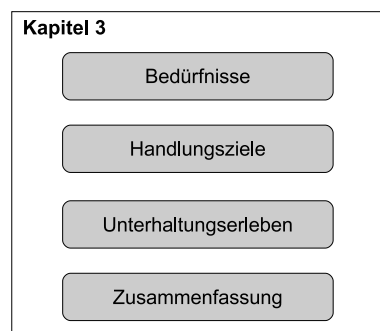 Kapitel 3
Bedürfnisse
Handlungsziele
Unterhaltungserleben
Zusammenfassung